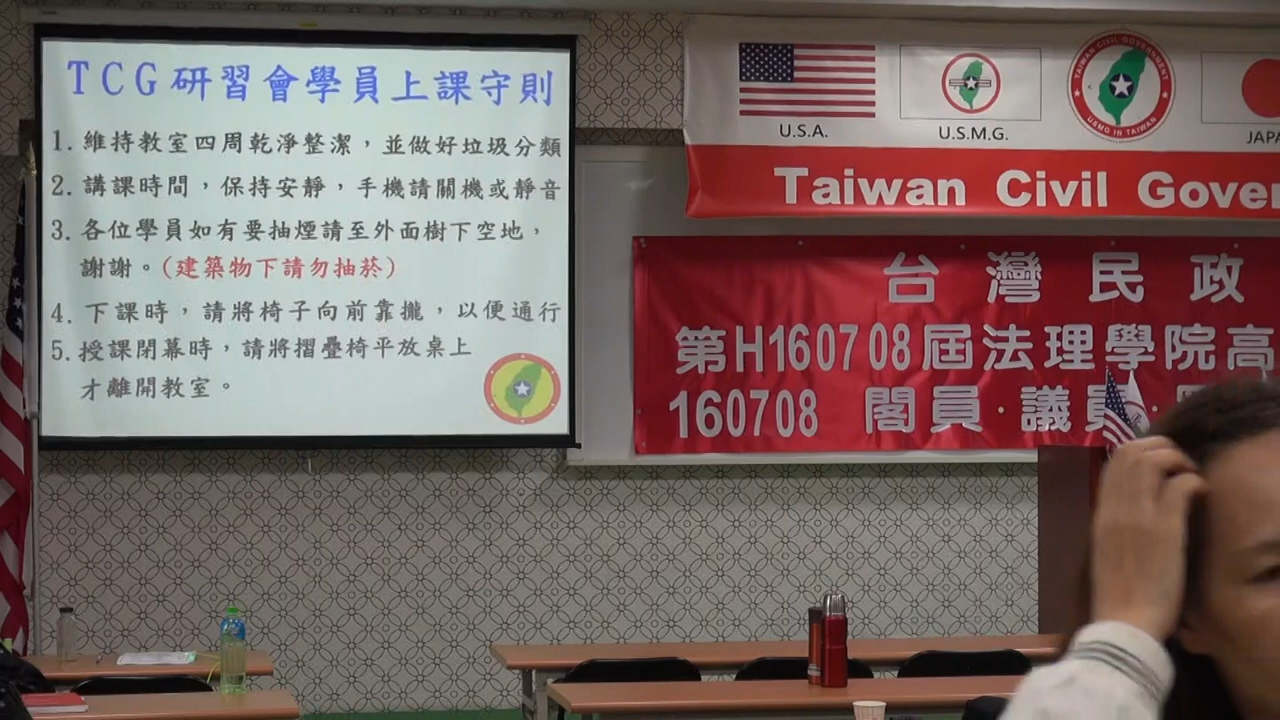 TCG研習會學員上課守則
1. 維持教室四周乾淨整潔，並做好垃圾分類
2. 講課時間，保持安靜，手機請關機或靜音
3. 各位學員如有要抽煙請至外面樹下空地，
謝謝。(建築物下請勿抽菸)
4. 下課時，請將椅子向前靠攏，以便通行
5. 授課閉幕時，請將摺疊椅平放桌上
才離開教室。
U.S.A.
U.S.M.G.
TAIWAN CIVIL GOVERNMENT
USMG IN TAIWAN
JAPA
Taiwan Civil Gover
台灣民政
第H160708屆法理學院高
160708 閣員·議員·